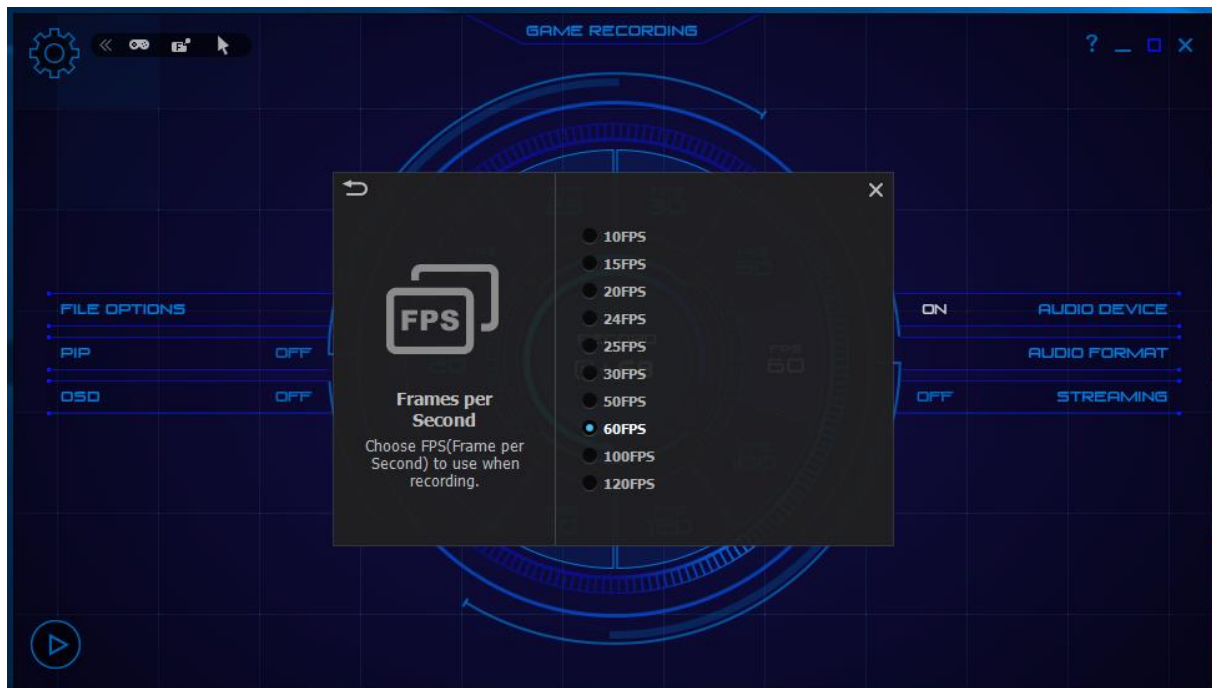 GAME RECORDING
?
FILE OPTIONS
PIP OFF
OSD OFF
FPS
Frames per
Second
Choose FPS(Frame per
Second) to use when
recording.
10FPS
15FPS
20FPS
24FPS
25FPS
30FPS
50FPS
60FPS
100FPS
120FPS
FPS
60
ON AUDIO DEVICE
AUDIO FORMAT
OFF STREAMING